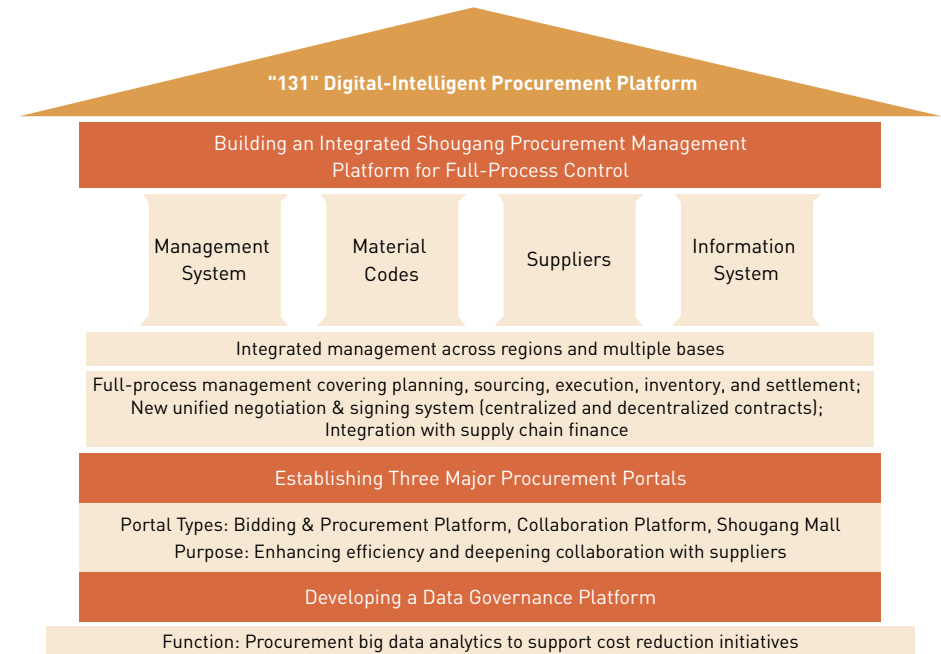 "131" Digital-Intelligent Procurement Platform
Building an Integrated Shougang Procurement Management
Platform for Full-Process Control
Management
System
Material
Codes
Suppliers
Information
System
Integrated management across regions and multiple bases
Full-process management covering planning, sourcing, execution, inventory, and settlement;
New unified negotiation & signing system (centralized and decentralized contracts);
Integration with supply chain finance
Establishing Three Major Procurement Portals
Portal Types: Bidding & Procurement Platform, Collaboration Platform, Shougang Mall
Purpose: Enhancing efficiency and deepening collaboration with suppliers
Developing a Data Governance Platform
Function: Procurement big data analytics to support cost reduction initiatives